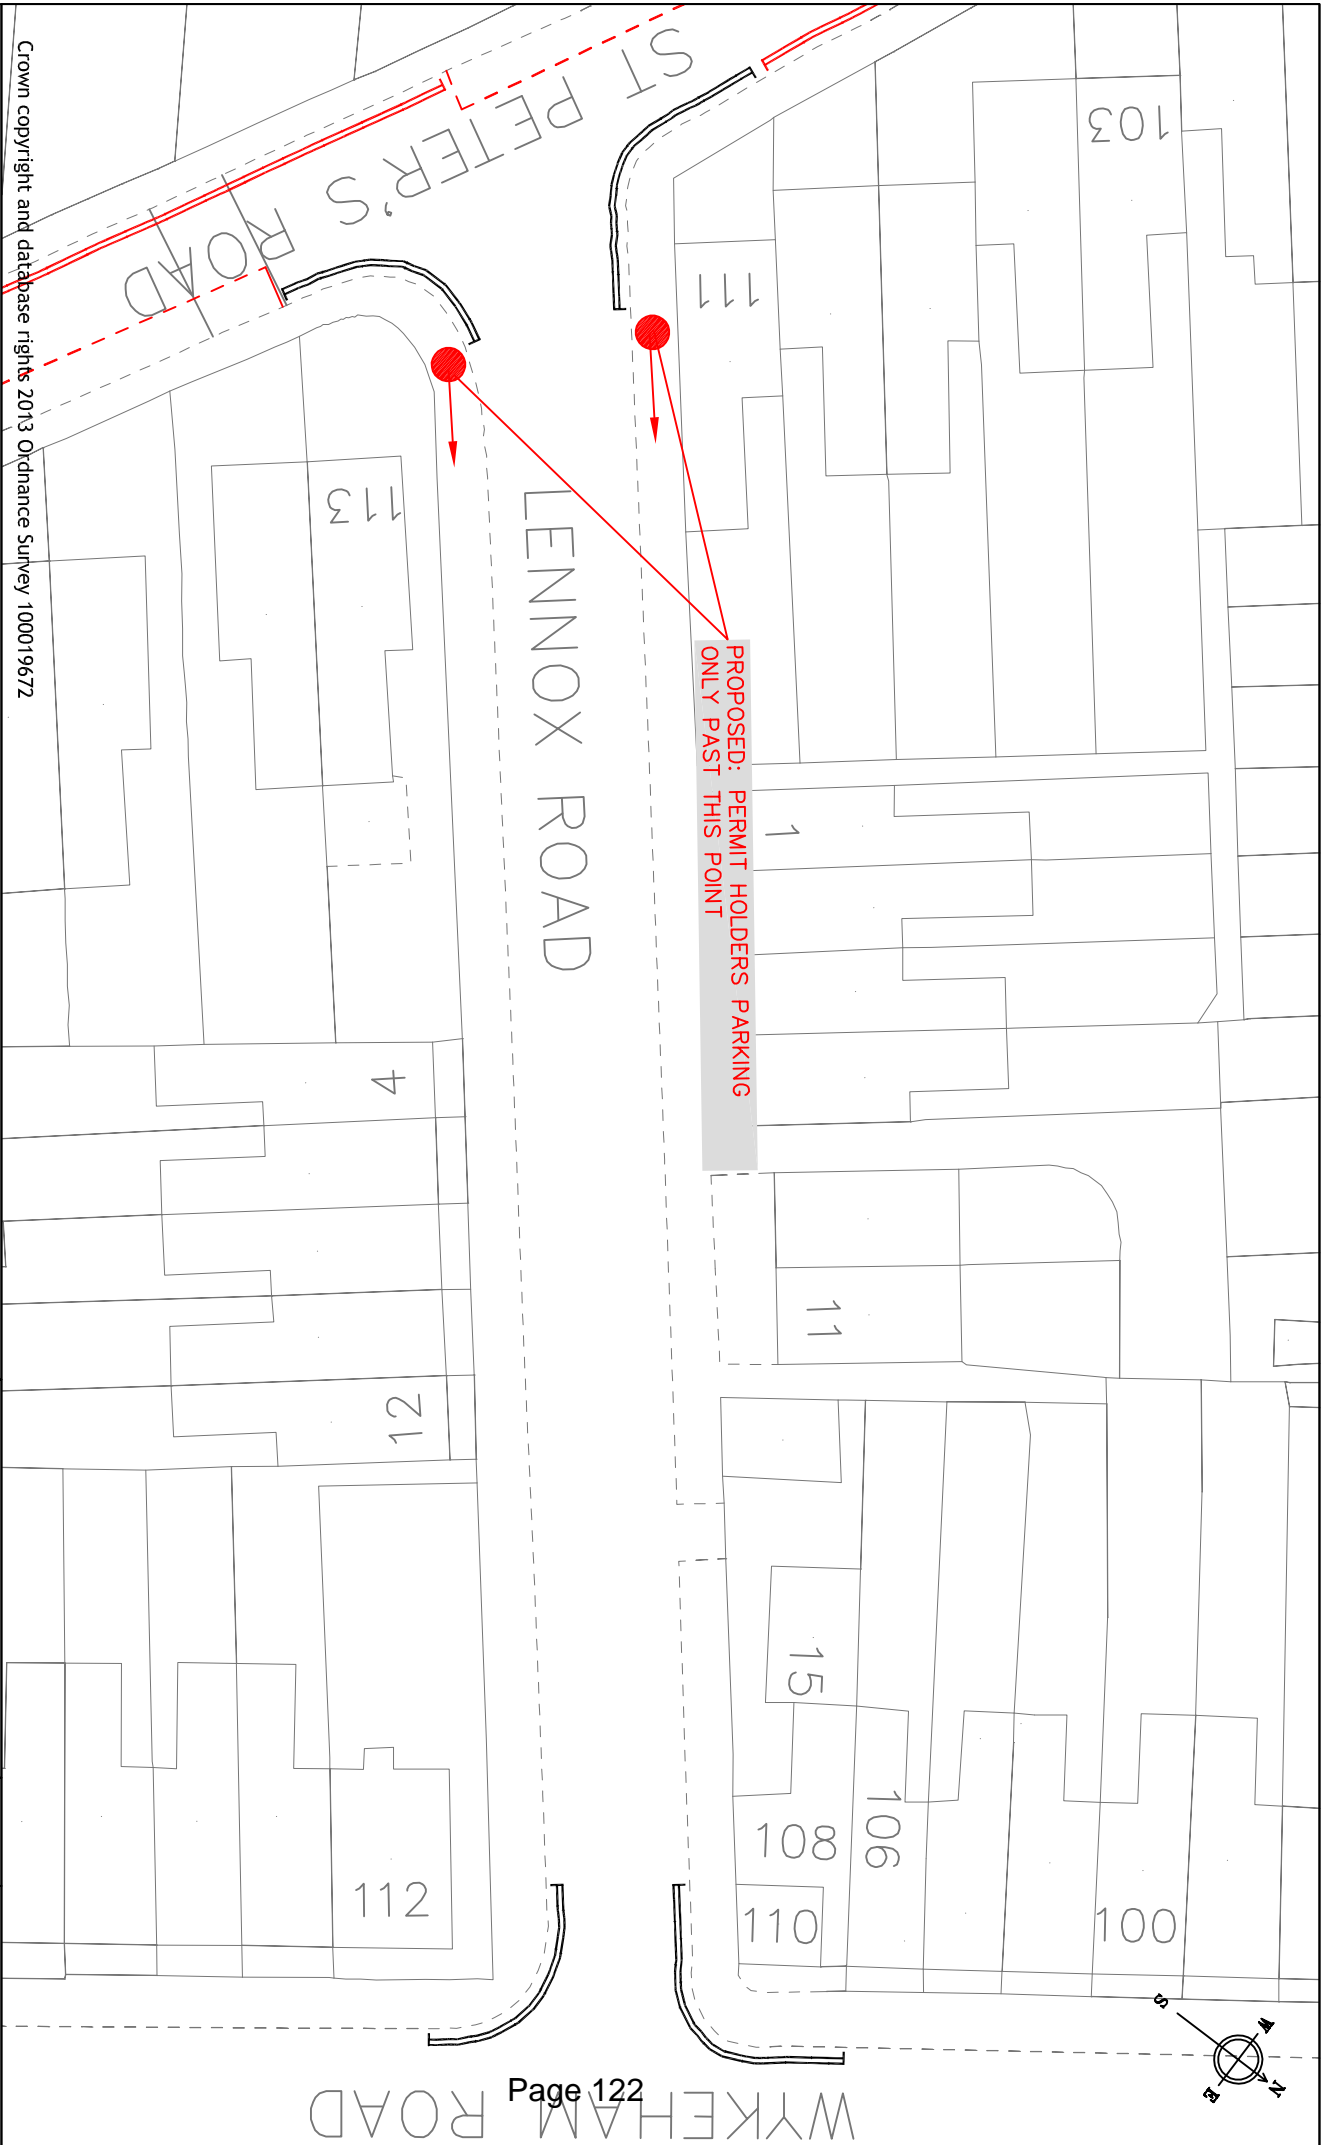 Crown copyright and database rights 2013 Ordnance Survey 100019672
ST PETER'S ROAD
103
111
113
LENNOX ROAD
PROPOSED: PERMIT HOLDERS PARKING
ONLY PAST THIS POINT
1
4
11
12
15
108
106
112
110
100
S
W
N
E
WYKEHAM ROAD
Page 122